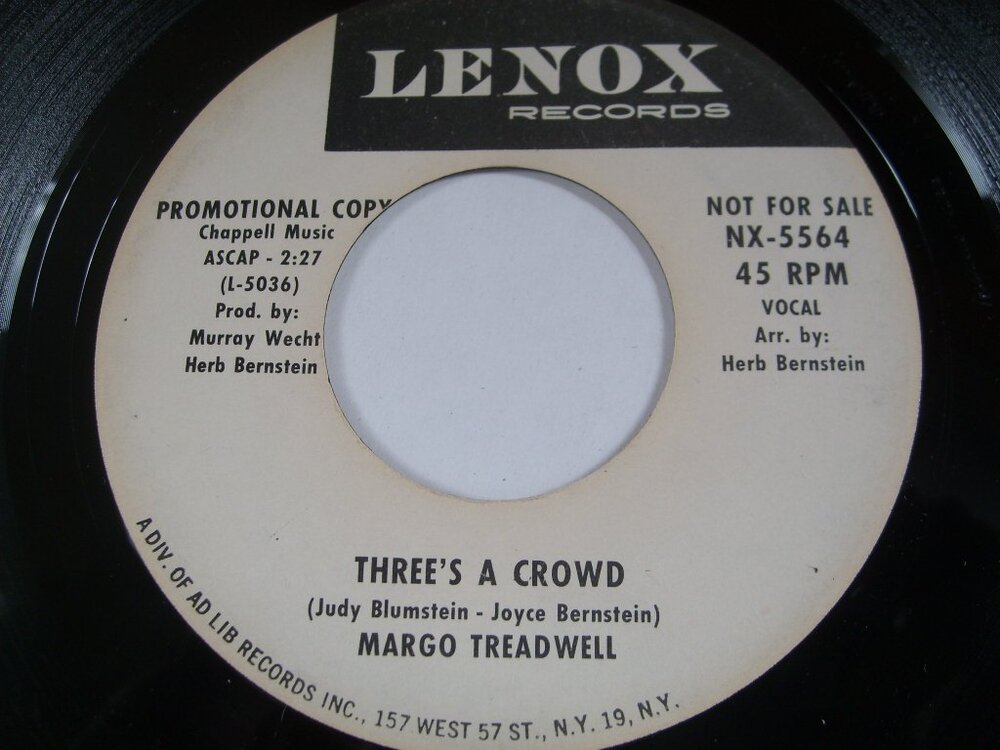 LENOX
RECORDS
PROMOTIONAL COPY
Chappell Music
ASCAP - 2:27
(L-5036)
Prod. by:
Murray Wecht
Herb Bernstein
NOT FOR SALE
NX-5564
45 RPM
VOCAL
Arr. by:
Herb Bernstein
THREE'S A CROWD
(Judy Blumstein - Joyce Bernstein)
MARGO TREADWELL
A DIV. OF AD LIB RECORDS INC., 157 WEST 57 ST., N.Y. 19, N.Y.